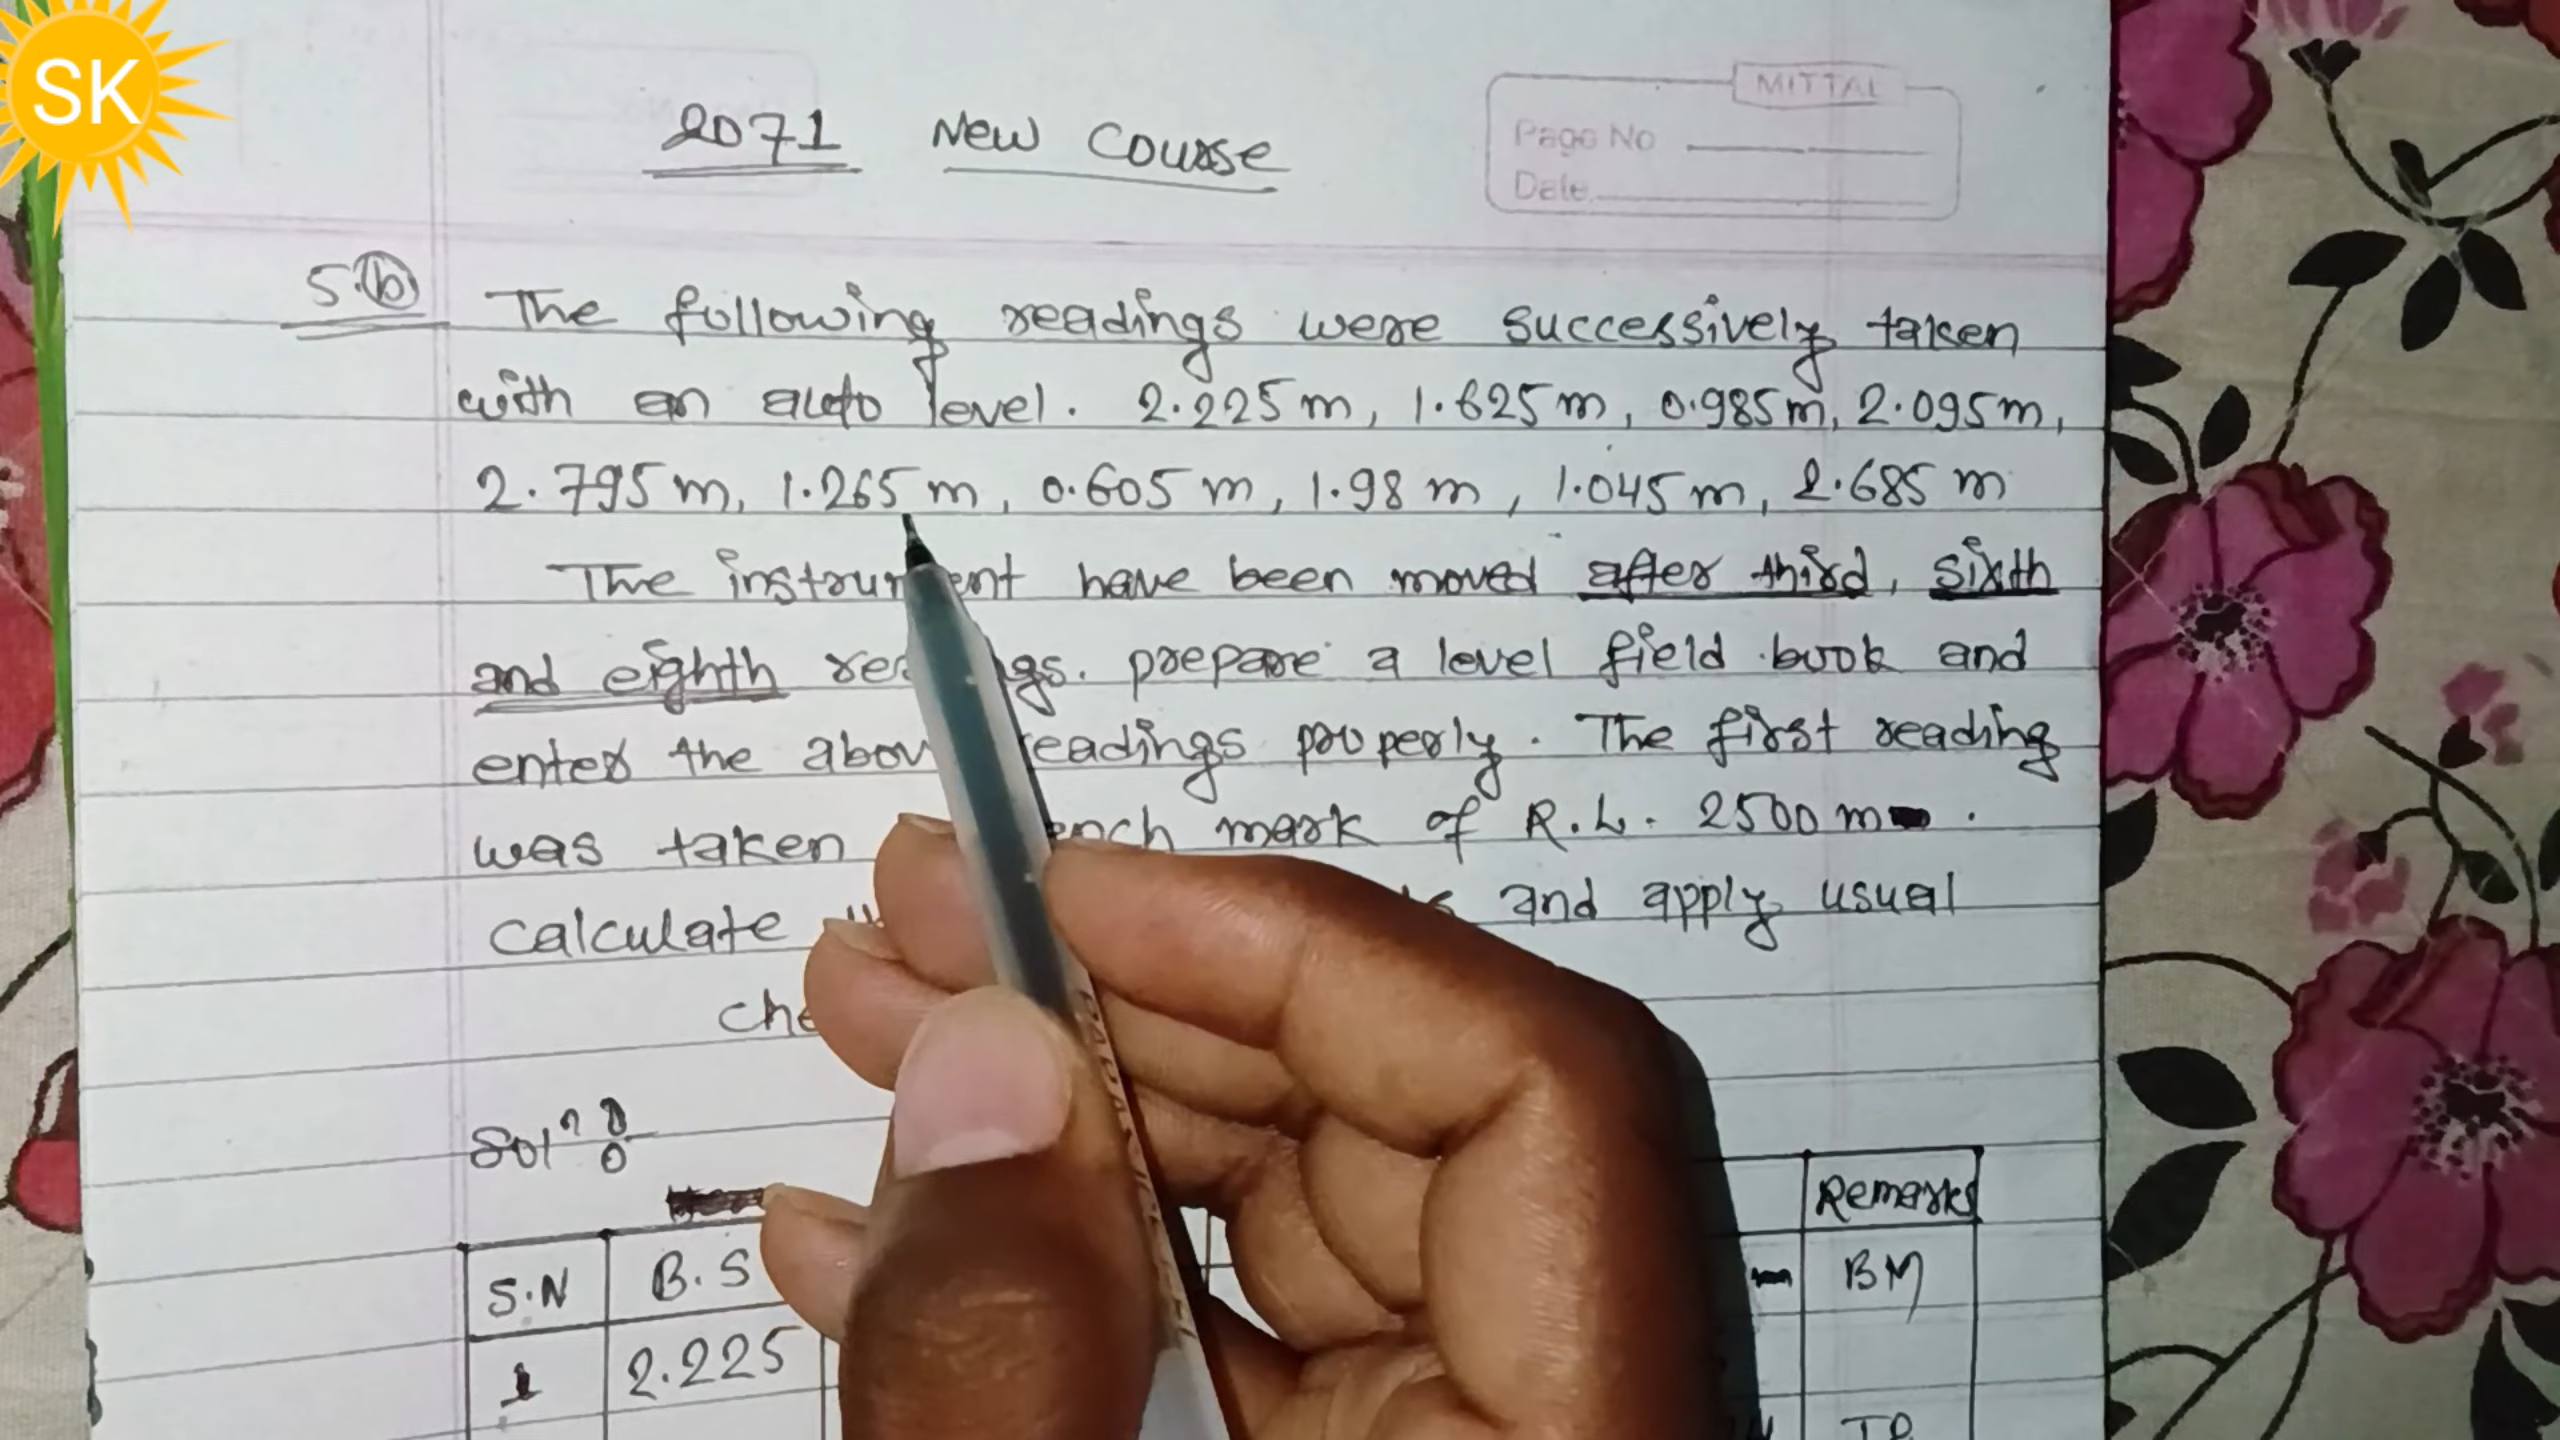 SK
2071 New Course
MITTAL
Page No
Date
5.(b) The following readings were successively taken
with an auto level. 2.225 m, 1.625 m, 0.985 m, 2.095 m,
2.795 m, 1.265 m, 0.605 m, 1.98 m, 1.045 m, 2.685 m
The have been moved after third, sixth
and eighth prepare a level field book and
enter the readings properly. The first reading
was taken mark of R.L. 2500 m .
calculate and apply usual
Soln:
Remarks
S.N B.S BM
1 2.225